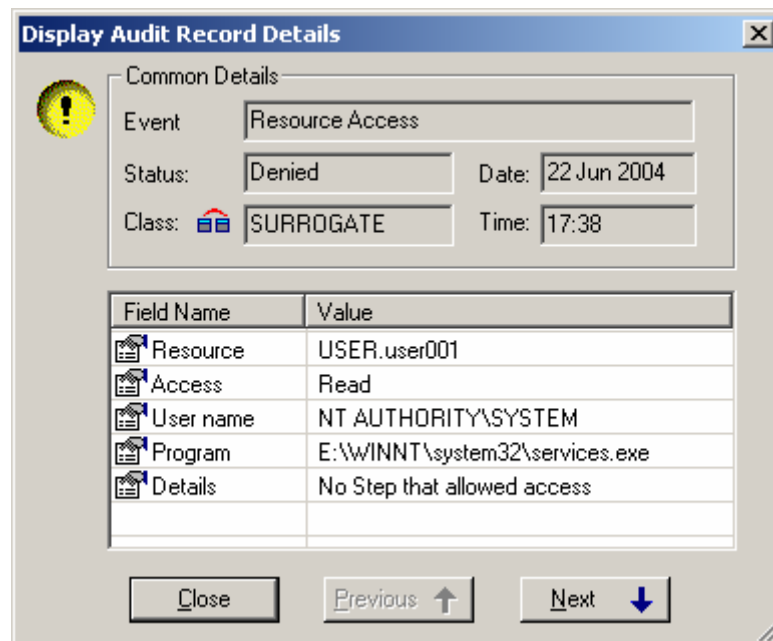 Display Audit Record Details
Common Details
Event Resource Access
Status: Denied Date: 22 Jun 2004
Class: SURROGATE Time: 17:38
Field Name Value
Resource USER.user001
Access Read
User name NT AUTHORITY\SYSTEM
Program E:\WINNT\system32\services.exe
Details No Step that allowed access
Close Previous Next